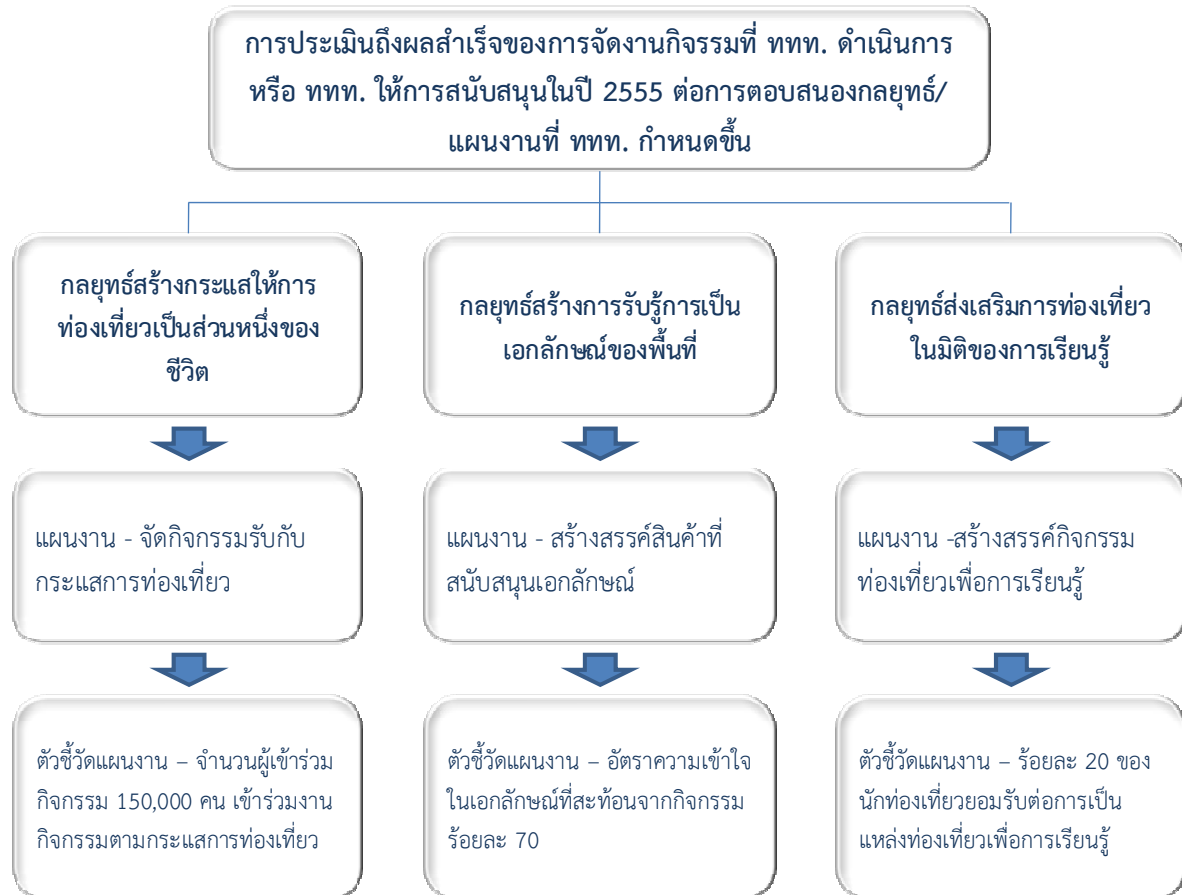 การประเมินถึงผลสำเร็จของการจัดงานกิจรรมที่ ททท. ดำเนินการ
หรือ ททท. ให้การสนับสนุนในปี 2555 ต่อการตอบสนองกลยุทธ์/
แผนงานที่ ททท. กำหนดขึ้น
กลยุทธ์สร้างกระแสให้การ
ท่องเที่ยวเป็นส่วนหนึ่งของ
ชีวิต
กลยุทธ์สร้างการรับรู้การเป็น
เอกลักษณ์ของพื้นที่
กลยุทธ์ส่งเสริมการท่องเที่ยว
ในมิติของการเรียนรู้
แผนงาน - จัดกิจกรรมรับกับ
กระแสการท่องเที่ยว
แผนงาน - สร้างสรรค์สินค้าที่
สนับสนุนเอกลักษณ์
แผนงาน -สร้างสรรค์กิจกรรม
ท่องเที่ยวเพื่อการเรียนรู้
ตัวชี้วัดแผนงาน – จำนวนผู้เข้าร่วม
กิจกรรม 150,000 คน เข้าร่วมงาน
กิจกรรมตามกระแสการท่องเที่ยว
ตัวชี้วัดแผนงาน – อัตราความเข้าใจ
ในเอกลักษณ์ที่สะท้อนจากกิจกรรม
ร้อยละ 70
ตัวชี้วัดแผนงาน – ร้อยละ 20 ของ
นักท่องเที่ยวยอมรับต่อการเป็น
แหล่งท่องเที่ยวเพื่อการเรียนรู้